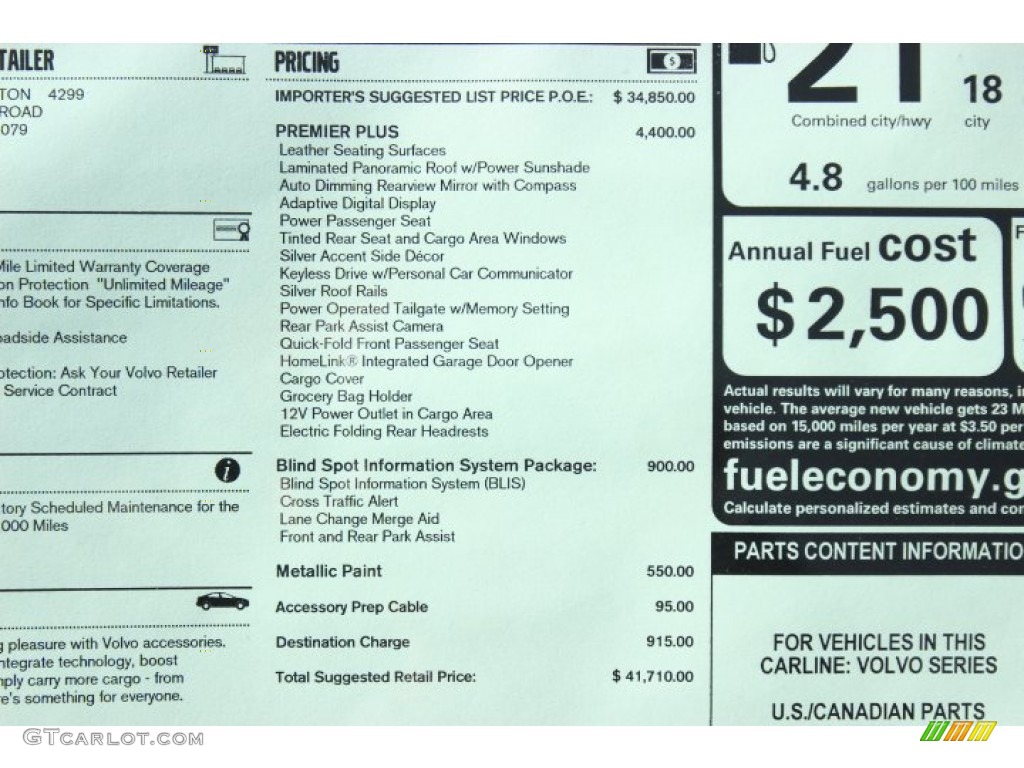 TAILER
TON 4299
ROAD
079
Mile Limited Warranty Coverage
on Protection "Unlimited Mileage"
nfo Book for Specific Limitations.
oadside Assistance
otection: Ask Your Volvo Retailer
Service Contract
tory Scheduled Maintenance for the
000 Miles
g pleasure with Volvo accessories.
ntegrate technology, boost
mply carry more cargo - from
re's something for everyone.
PRICING
IMPORTER'S SUGGESTED LIST PRICE P.O.E.: $ 34,850.00
PREMIER PLUS 4,400.00
Leather Seating Surfaces
Laminated Panoramic Roof w/Power Sunshade
Auto Dimming Rearview Mirror with Compass
Adaptive Digital Display
Power Passenger Seat
Tinted Rear Seat and Cargo Area Windows
Silver Accent Side Décor
Keyless Drive w/Personal Car Communicator
Silver Roof Rails
Power Operated Tailgate w/Memory Setting
Rear Park Assist Camera
Quick-Fold Front Passenger Seat
HomeLink® Integrated Garage Door Opener
Cargo Cover
Grocery Bag Holder
12V Power Outlet in Cargo Area
Electric Folding Rear Headrests
Blind Spot Information System Package: 900.00
Blind Spot Information System (BLIS)
Cross Traffic Alert
Lane Change Merge Aid
Front and Rear Park Assist
Metallic Paint 550.00
Accessory Prep Cable 95.00
Destination Charge 915.00
Total Suggested Retail Price: $ 41,710.00
21 18
Combined city/hwy city
4.8 gallons per 100 miles
Annual Fuel cost
$2,500
Actual results will vary for many reasons, i
vehicle. The average new vehicle gets 23 M
based on 15,000 miles per year at $3.50 per
emissions are a significant cause of climate
fueleconomy.g
Calculate personalized estimates and co
PARTS CONTENT INFORMATIO
FOR VEHICLES IN THIS
CARLINE: VOLVO SERIES
U.S./CANADIAN PARTS
GTcarlot.com